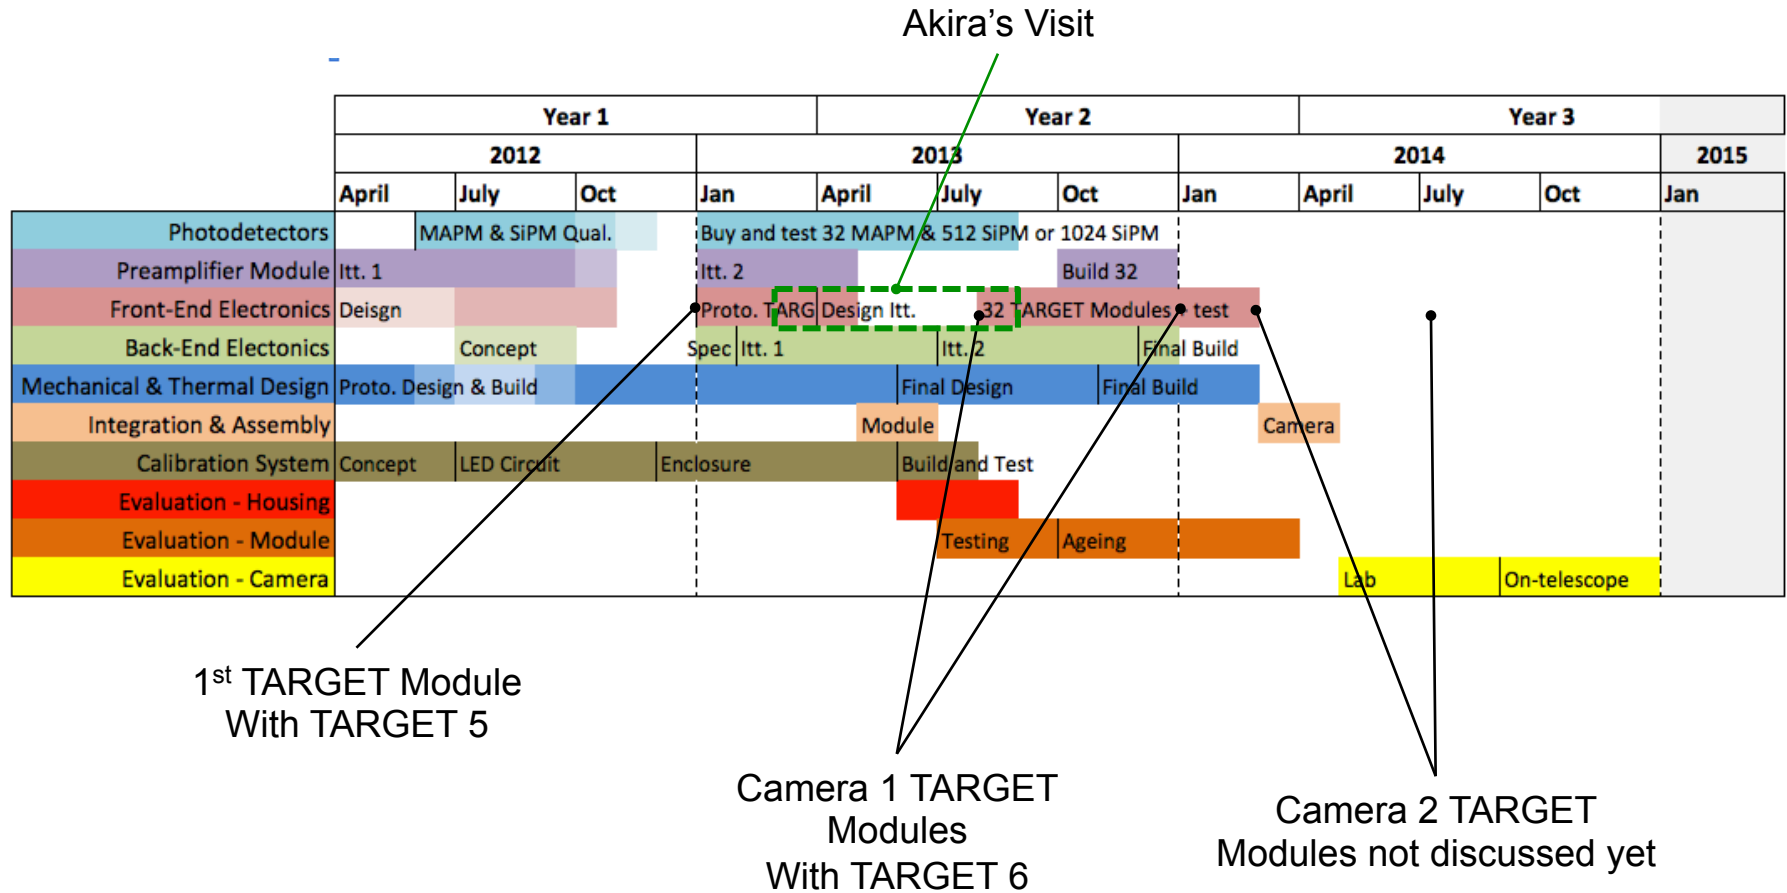 Akira’s Visit
Year 1 Year 2 Year 3
2012 2013 2014 2015
April July Oct Jan April July Oct Jan April July Oct Jan
Photodetectors MAPM & SiPM Qual. Buy and test 32 MAPM & 512 SiPM or 1024 SiPM
Preamplifier Module Itt. 1 Itt. 2 Build 32
Front-End Electronics Deisgn Proto. TARG Design Itt. 32 TARGET Modules + test
Back-End Electonics Concept Spec Itt. 1 Itt. 2 Final Build
Mechanical & Thermal Design Proto. Design & Build Final Design Final Build
Integration & Assembly Module Camera
Calibration System Concept LED Circuit Enclosure Build and Test
Evaluation - Housing
Evaluation - Module Testing Ageing
Evaluation - Camera Lab On-telescope
1st TARGET Module
With TARGET 5
Camera 1 TARGET
Modules
With TARGET 6
Camera 2 TARGET
Modules not discussed yet